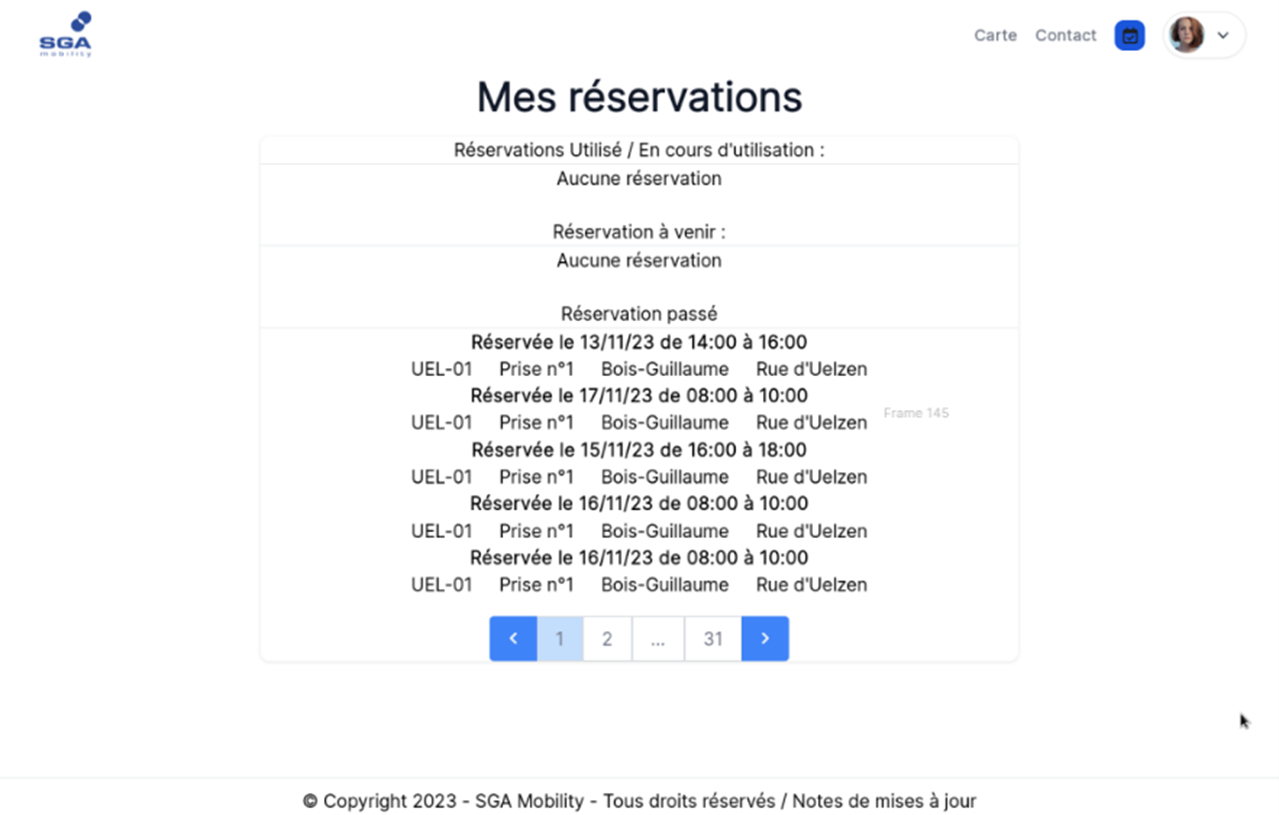 SGA
mobility
Carte Contact
Mes réservations
Réservations Utilisé / En cours d'utilisation :
Aucune réservation
Réservation à venir :
Aucune réservation
Réservation passé
Réservée le 13/11/23 de 14:00 à 16:00
UEL-01 Prise n°1 Bois-Guillaume Rue d'Uelzen
Réservée le 17/11/23 de 08:00 à 10:00
UEL-01 Prise n°1 Bois-Guillaume Rue d'Uelzen
Frame 145
Réservée le 15/11/23 de 16:00 à 18:00
UEL-01 Prise n°1 Bois-Guillaume Rue d'Uelzen
Réservée le 16/11/23 de 08:00 à 10:00
UEL-01 Prise n°1 Bois-Guillaume Rue d'Uelzen
Réservée le 16/11/23 de 08:00 à 10:00
UEL-01 Prise n°1 Bois-Guillaume Rue d'Uelzen
1 2 ... 31
© Copyright 2023 - SGA Mobility - Tous droits réservés / Notes de mises à jour